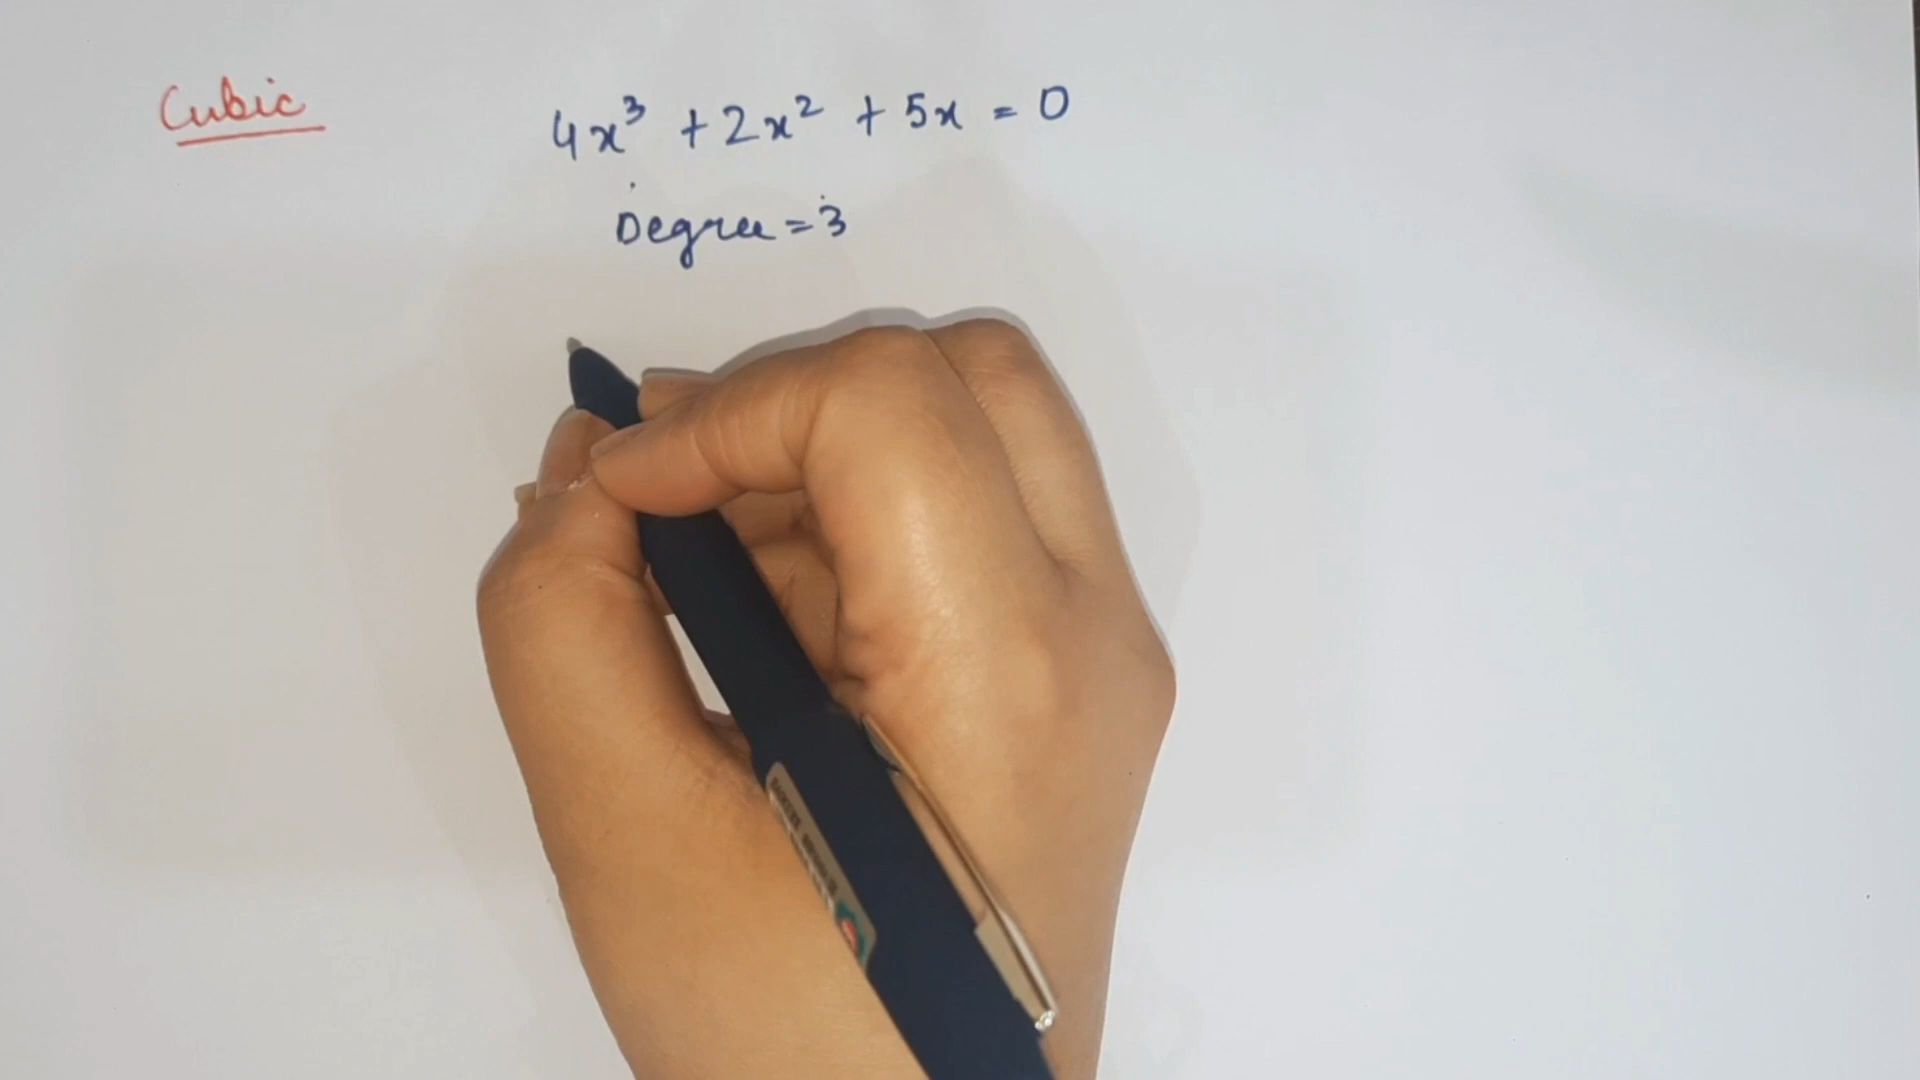 Cubic 4x³ + 2x² + 5x = 0
Degree = 3